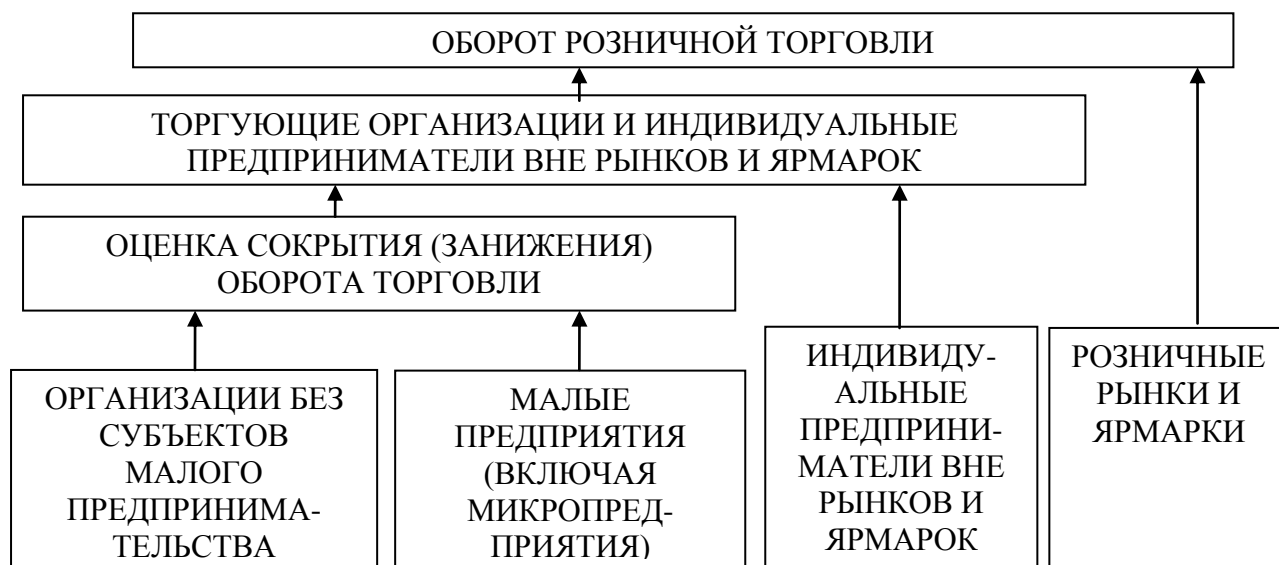 ОБОРОТ РОЗНИЧНОЙ ТОРГОВЛИ
ТОРГУЮЩИЕ ОРГАНИЗАЦИИ И ИНДИВИДУАЛЬНЫЕ
ПРЕДПРИНИМАТЕЛИ ВНЕ РЫНКОВ И ЯРМАРОК
ОЦЕНКА СОКРЫТИЯ (ЗАНИЖЕНИЯ)
ОБОРОТА ТОРГОВЛИ
ОРГАНИЗАЦИИ БЕЗ
СУБЪЕКТОВ
МАЛОГО
ПРЕДПРИНИМА-
ТЕЛЬСТВА
МАЛЫЕ
ПРЕДПРИЯТИЯ
(ВКЛЮЧАЯ
МИКРОПРЕД-
ПРИЯТИЯ)
ИНДИВИДУ-
АЛЬНЫЕ
ПРЕДПРИНИ-
МАТЕЛИ ВНЕ
РЫНКОВ И
ЯРМАРОК
РОЗНИЧНЫЕ
РЫНКИ И
ЯРМАРКИ